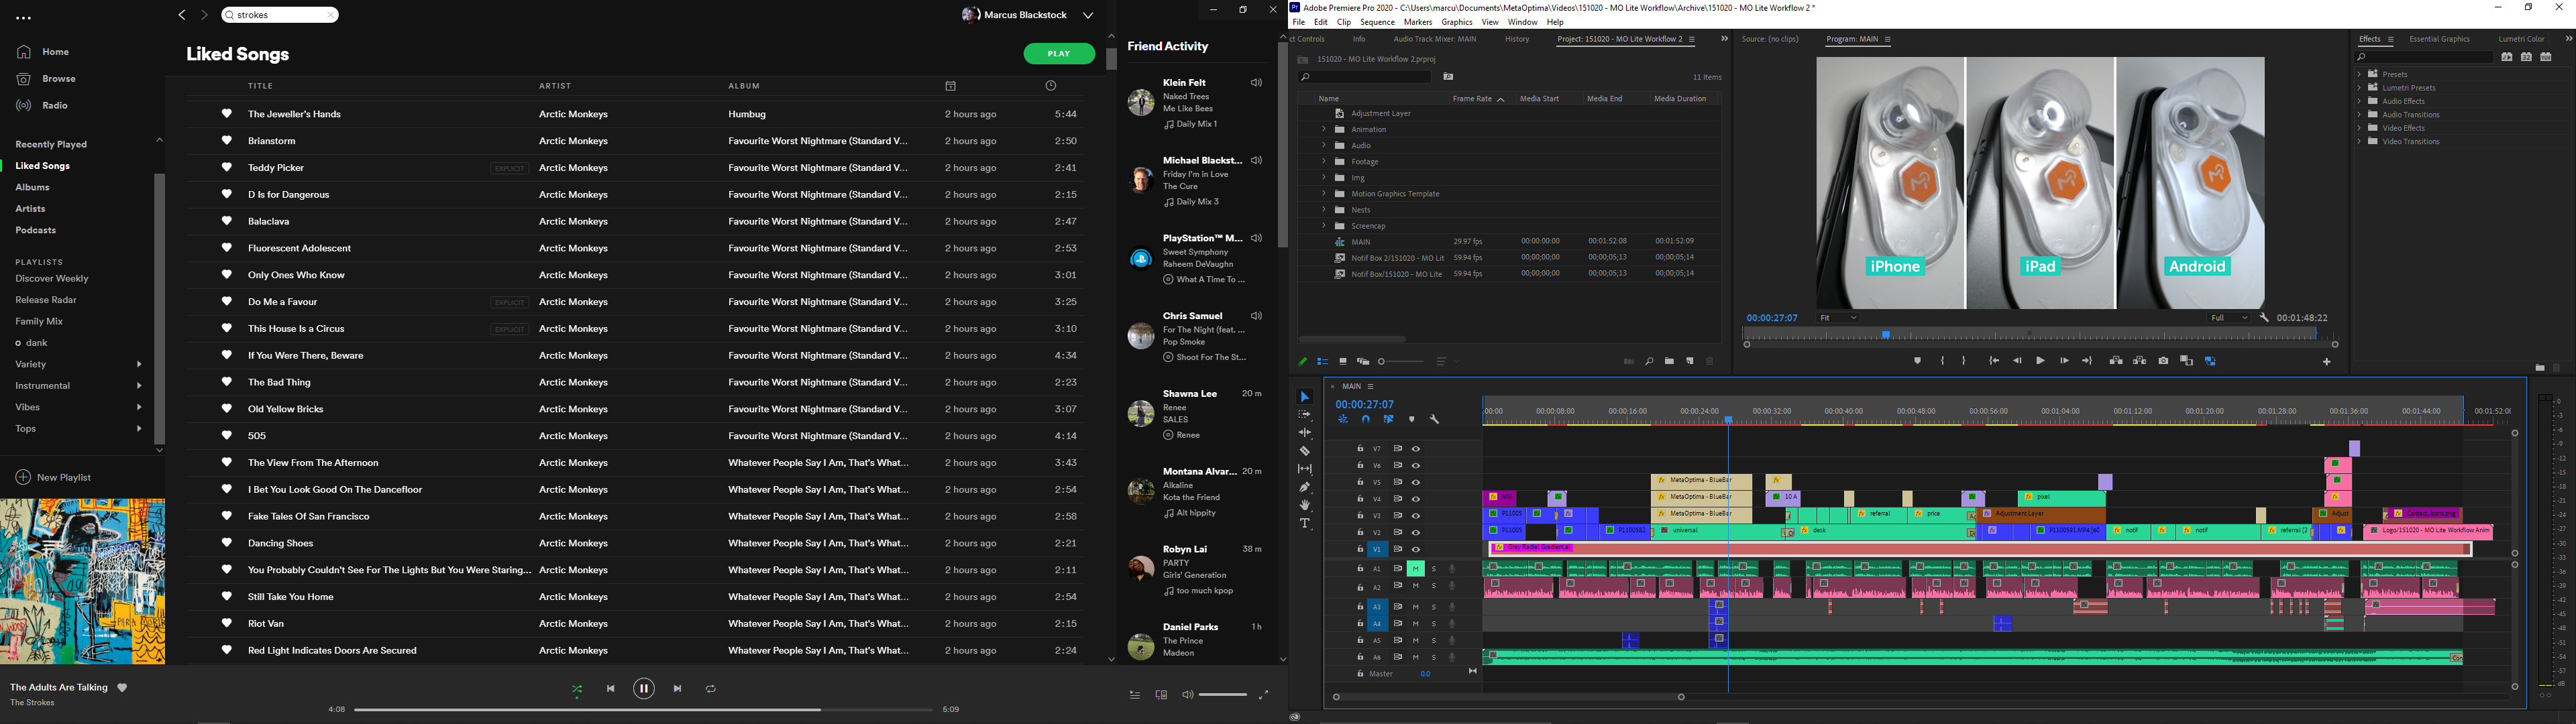 strokes
Marcus Blackstock
Home
Browse
Radio
Recently Played
Liked Songs
Albums
Artists
Podcasts
PLAYLISTS
Discover Weekly
Release Radar
Family Mix
dank
Variety
Instrumental
Vibes
Tops
New Playlist
Liked Songs
PLAY
TITLE ARTIST ALBUM
The Jeweller's Hands Arctic Monkeys Humbug 2 hours ago 5:44
Brianstorm Arctic Monkeys Favourite Worst Nightmare (Standard V... 2 hours ago 2:50
Teddy Picker EXPLICIT Arctic Monkeys Favourite Worst Nightmare (Standard V... 2 hours ago 2:41
D Is for Dangerous Arctic Monkeys Favourite Worst Nightmare (Standard V... 2 hours ago 2:15
Balaclava Arctic Monkeys Favourite Worst Nightmare (Standard V... 2 hours ago 2:47
Fluorescent Adolescent Arctic Monkeys Favourite Worst Nightmare (Standard V... 2 hours ago 2:53
Only Ones Who Know Arctic Monkeys Favourite Worst Nightmare (Standard V... 2 hours ago 3:01
Do Me a Favour EXPLICIT Arctic Monkeys Favourite Worst Nightmare (Standard V... 2 hours ago 3:25
This House Is a Circus EXPLICIT Arctic Monkeys Favourite Worst Nightmare (Standard V... 2 hours ago 3:10
If You Were There, Beware Arctic Monkeys Favourite Worst Nightmare (Standard V... 2 hours ago 4:34
The Bad Thing Arctic Monkeys Favourite Worst Nightmare (Standard V... 2 hours ago 2:23
Old Yellow Bricks Arctic Monkeys Favourite Worst Nightmare (Standard V... 2 hours ago 3:07
505 Arctic Monkeys Favourite Worst Nightmare (Standard V... 2 hours ago 4:14
The View From The Afternoon Arctic Monkeys Whatever People Say I Am, That's What... 2 hours ago 3:43
I Bet You Look Good On The Dancefloor Arctic Monkeys Whatever People Say I Am, That's What... 2 hours ago 2:54
Fake Tales Of San Francisco Arctic Monkeys Whatever People Say I Am, That's What... 2 hours ago 2:58
Dancing Shoes Arctic Monkeys Whatever People Say I Am, That's What... 2 hours ago 2:21
You Probably Couldn't See For The Lights But You Were Staring... Arctic Monkeys Whatever People Say I Am, That's What... 2 hours ago 2:11
Still Take You Home Arctic Monkeys Whatever People Say I Am, That's What... 2 hours ago 2:54
Riot Van Arctic Monkeys Whatever People Say I Am, That's What... 2 hours ago 2:15
Red Light Indicates Doors Are Secured Arctic Monkeys Whatever People Say I Am, That's What... 2 hours ago 2:24
The Adults Are Talking
The Strokes
4:08 5:09
Friend Activity
Klein Felt
Naked Trees
Me Like Bees
Daily Mix 1
Michael Blackst...
Friday I'm in Love
The Cure
Daily Mix 3
PlayStation™ M...
Sweet Symphony
Raheem DeVaughn
What A Time To ...
Chris Samuel
For The Night (feat. ...
Pop Smoke
Shoot For The St...
Shawna Lee 20 m
Renee
SALES
Renee
Montana Alvar... 20 m
Alkaline
Kota the Friend
Alt hippity
Robyn Lai 38 m
PARTY
Girls' Generation
too much kpop
Daniel Parks 1 h
The Prince
Madeon
Pr Adobe Premiere Pro 2020 - C:\Users\marcu\Documents\MetaOptima\Videos\151020 - MO Lite Workflow\Archive\151020 - MO Lite Workflow 2 *
File Edit Clip Sequence Markers Graphics View Window Help
ct Controls Info Audio Track Mixer: MAIN History Project: 151020 - MO Lite Workflow 2
151020 - MO Lite Workflow 2.prproj
11 Items
Name Frame Rate Media Start Media End Media Duration
Adjustment Layer
Animation
Audio
Footage
Img
Motion Graphics Template
Nests
Screencap
MAIN 29.97 fps 00:00:00:00 00:01:52:08 00:01:52:09
Notif Box 2/151020 - MO Lit 59.94 fps 00;00;00;00 00;00;05;13 00;00;05;14
Notif Box/151020 - MO Lite 59.94 fps 00;00;00;00 00;00;05;13 00;00;05;14
Source: (no clips) Program: MAIN
iPhone iPad Android
00:00:27:07 Fit Full 00:01:48:22
Effects Essential Graphics Lumetri Color
Presets
Lumetri Presets
Audio Effects
Audio Transitions
Video Effects
Video Transitions
MAIN
00:00:27:07
:00:00 00:00:08:00 00:00:16:00 00:00:24:00 00:00:32:00 00:00:40:00 00:00:48:00 00:00:56:00 00:01:04:00 00:01:12:00 00:01:20:00 00:01:28:00 00:01:36:00 00:01:44:00 00:01:52:00
V7
V6
V5 MetaOptima - BlueBar
V4 MetaOptima - BlueBar 10 A pixel
V3 P1100S MetaOptima - BlueBar referral price Adjustment Layer Adjust
V2 P1100S universal desk P1100591.MP4 notif notif referral [2 Logo/151020 - MO Lite Workflow Anim
V1 Gray Radial Gradient.ai
A1 M S
A2 M S
A3 M S
A4 M S
A5 M S
A6 M S
Master 0.0
0
-3
-6
-9
-12
-15
-18
-21
-24
-27
-30
-33
-36
-39
-42
-45
-48
-51
-54
-57
dB